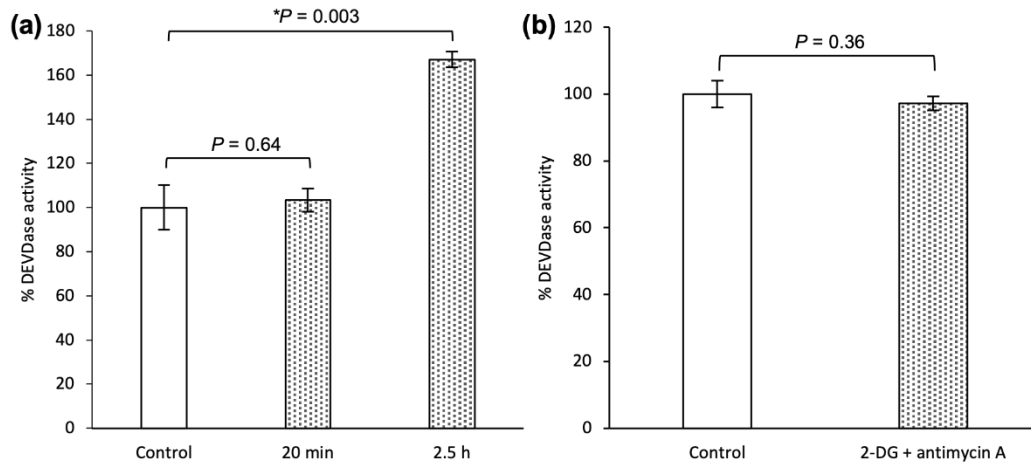 (a)
*P = 0.003
P = 0.64
% DEVDase activity
180
160
140
120
100
80
60
40
20
0
Control
20 min
2.5 h
(b)
P = 0.36
% DEVDase activity
120
100
80
60
40
20
0
Control
2-DG + antimycin A